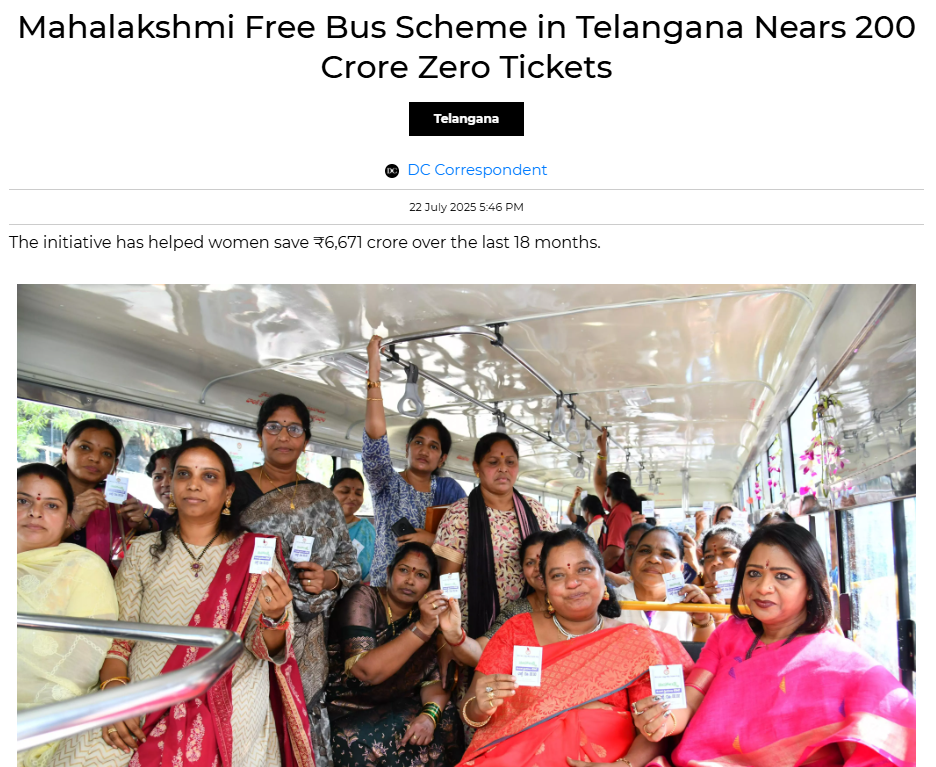 Mahalakshmi Free Bus Scheme in Telangana Nears 200
Crore Zero Tickets
Telangana
DC
DC Correspondent
22 July 2025 5:46 PM
The initiative has helped women save ₹6,671 crore over the last 18 months.